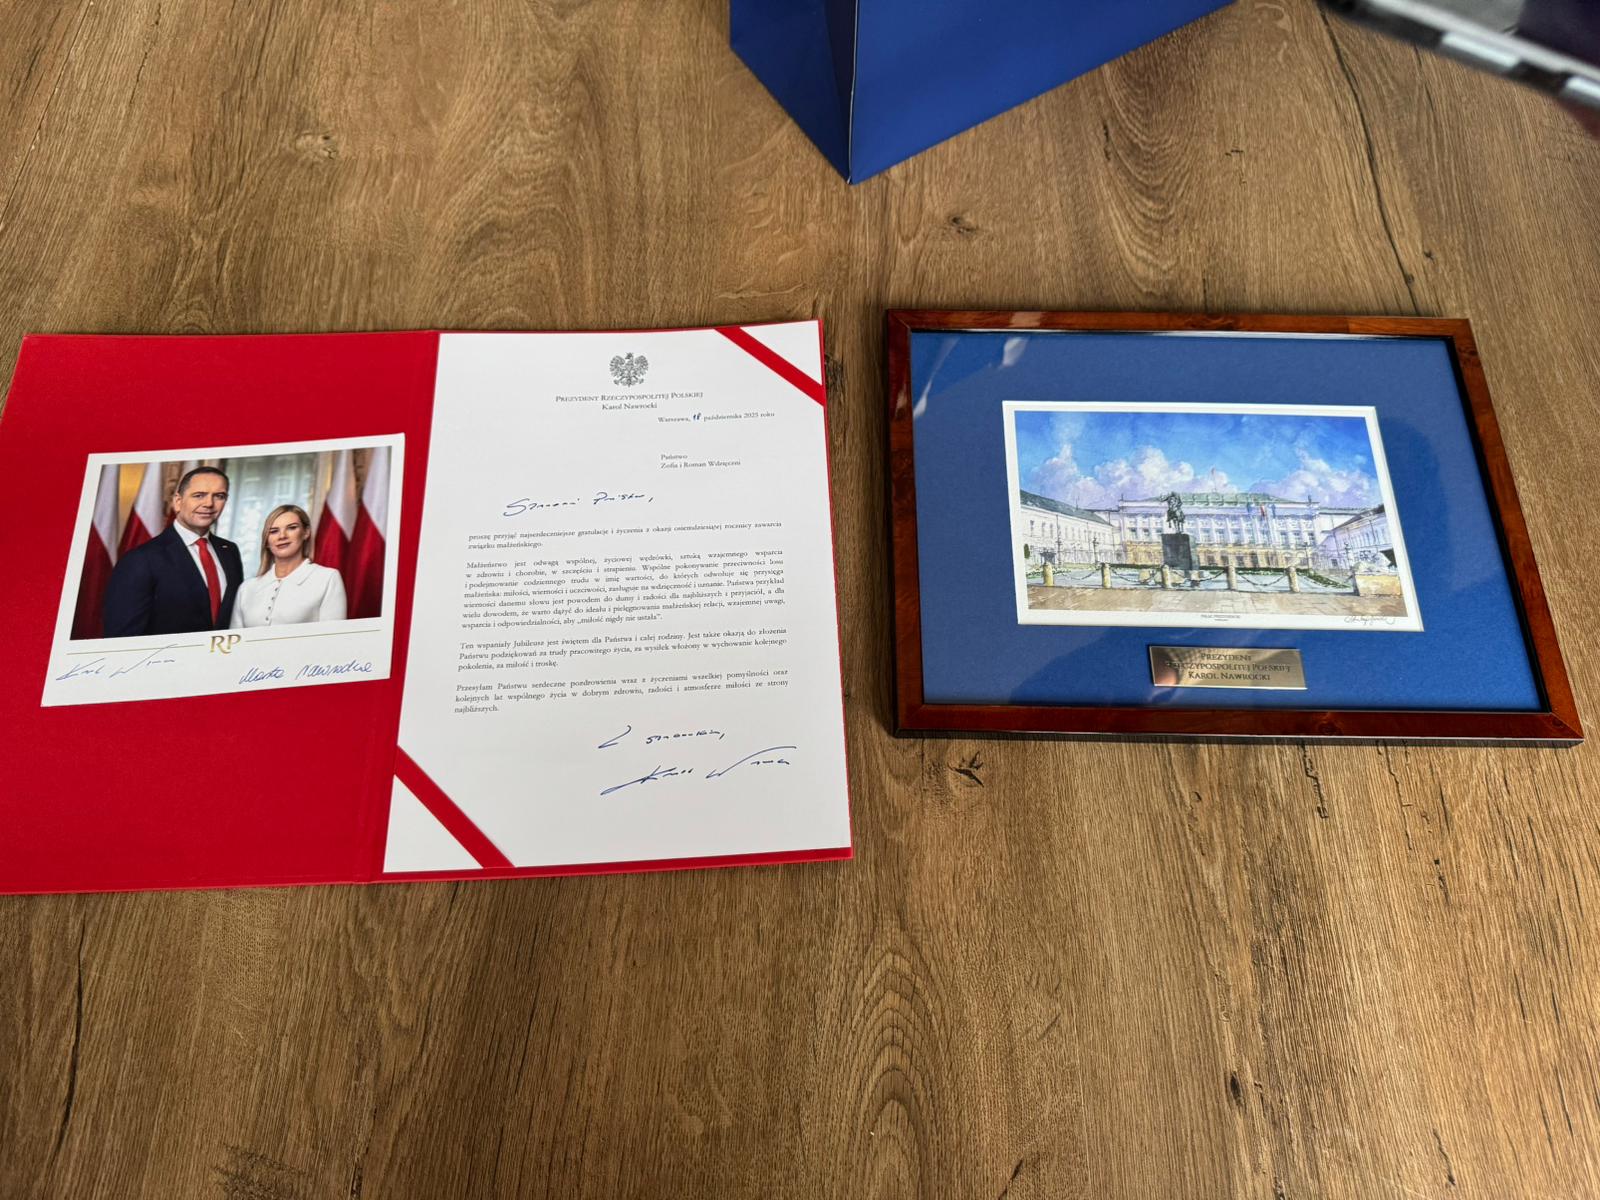 RP
Marta Nawrocka
PREZYDENT RZECZYPOSPOLITEJ POLSKIEJ
Karol Nawrocki
Warszawa, 18 października 2025 roku
Państwo
Zofia i Roman Wdzięczni
Szanowni Państwo,
proszę przyjąć najserdeczniejsze gratulacje i życzenia z okazji osiemdziesiątej rocznicy zawarcia
związku małżeńskiego.
Małżeństwo jest odwagą wspólnej, życiowej wędrówki, sztuką wzajemnego wsparcia
w zdrowiu i chorobie, w szczęściu i strapieniu. Wspólne pokonywanie przeciwności losu
i podejmowanie codziennego trudu w imię wartości, do których odwołuje się przysięga
małżeńska: miłości, wierności i uczciwości, zasługuje na wdzięczność i uznanie. Państwa przykład
wierności danemu słowu jest powodem do dumy i radości dla najbliższych i przyjaciół, a dla
wielu dowodem, że warto dążyć do ideału i pielęgnowania małżeńskiej relacji, wzajemnej uwagi,
wsparcia i odpowiedzialności, aby „miłość nigdy nie ustała”.
Ten wspaniały Jubileusz jest świętem dla Państwa i całej rodziny. Jest także okazją do złożenia
Państwu podziękowań za trudy pracowitego życia, za wysiłek włożony w wychowanie kolejnego
pokolenia, za miłość i troskę.
Przesyłam Państwu serdeczne pozdrowienia wraz z życzeniami wszelkiej pomyślności oraz
kolejnych lat wspólnego życia w dobrym zdrowiu, radości i atmosferze miłości ze strony
najbliższych.
Z szacunkiem,
PAŁAC PREZYDENCKI
PREZYDENT
RZECZYPOSPOLITEJ POLSKIEJ
KAROL NAWROCKI